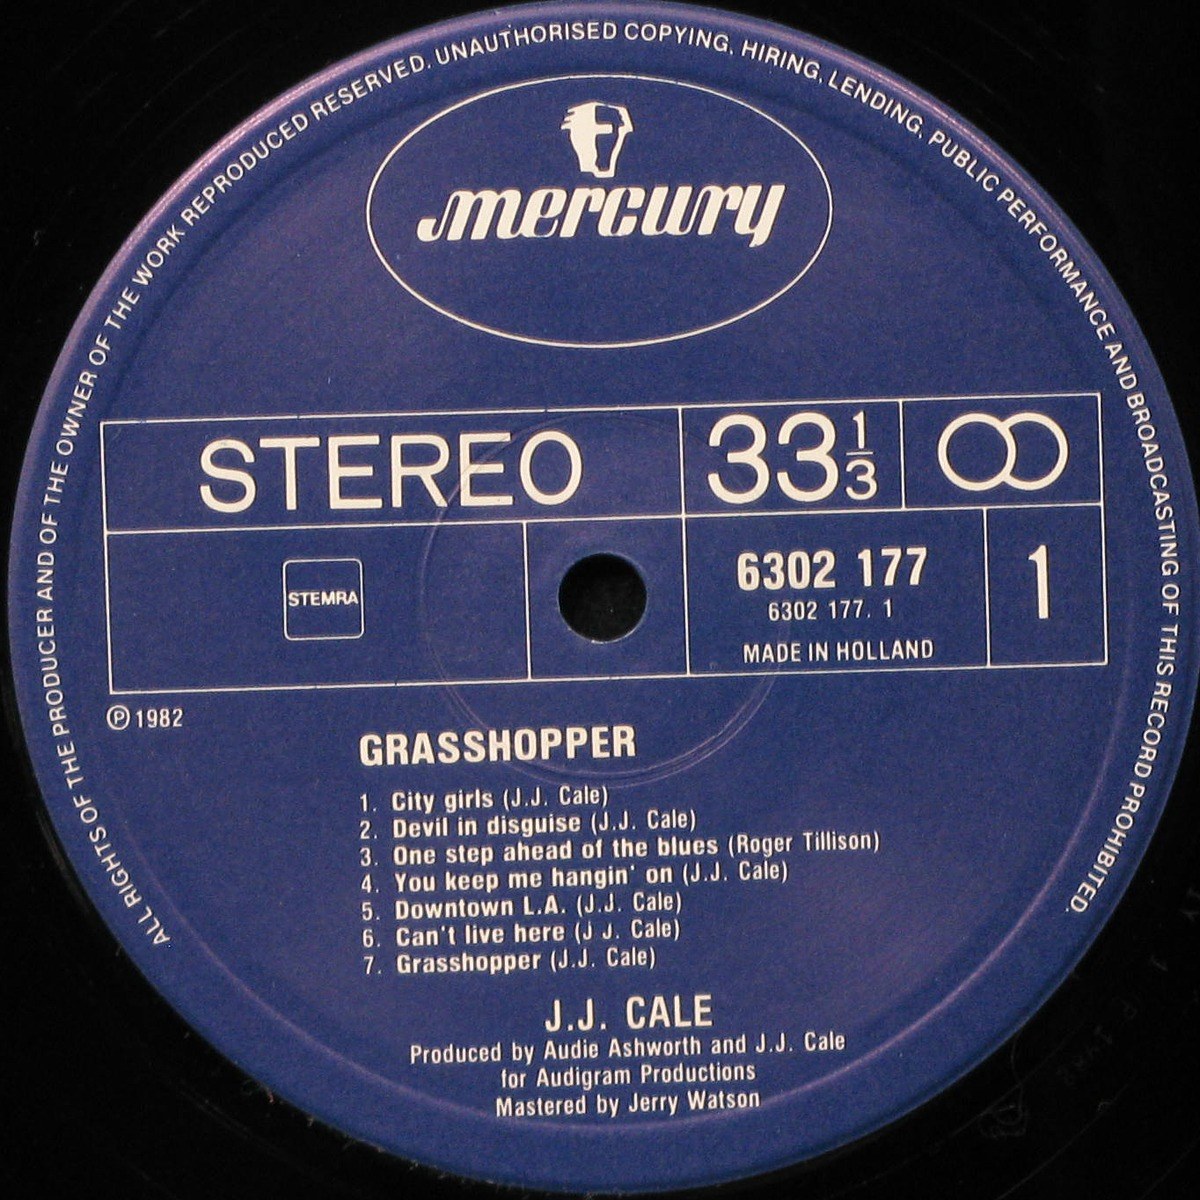 ALL RIGHTS OF THE PRODUCER AND OF THE OWNER OF THE WORK REPRODUCED RESERVED. UNAUTHORISED COPYING, HIRING, LENDING, PUBLIC PERFORMANCE AND BROADCASTING OF THIS RECORD PROHIBITED.
mercury
STEREO
33 1/3
STEMRA
6302 177
6302 177. 1
MADE IN HOLLAND
1
℗ 1982
GRASSHOPPER
1. City girls (J.J. Cale)
2. Devil in disguise (J.J. Cale)
3. One step ahead of the blues (Roger Tillison)
4. You keep me hangin' on (J.J. Cale)
5. Downtown L.A. (J.J. Cale)
6. Can't live here (J J. Cale)
7. Grasshopper (J.J. Cale)
J.J. CALE
Produced by Audie Ashworth and J.J. Cale
for Audigram Productions
Mastered by Jerry Watson